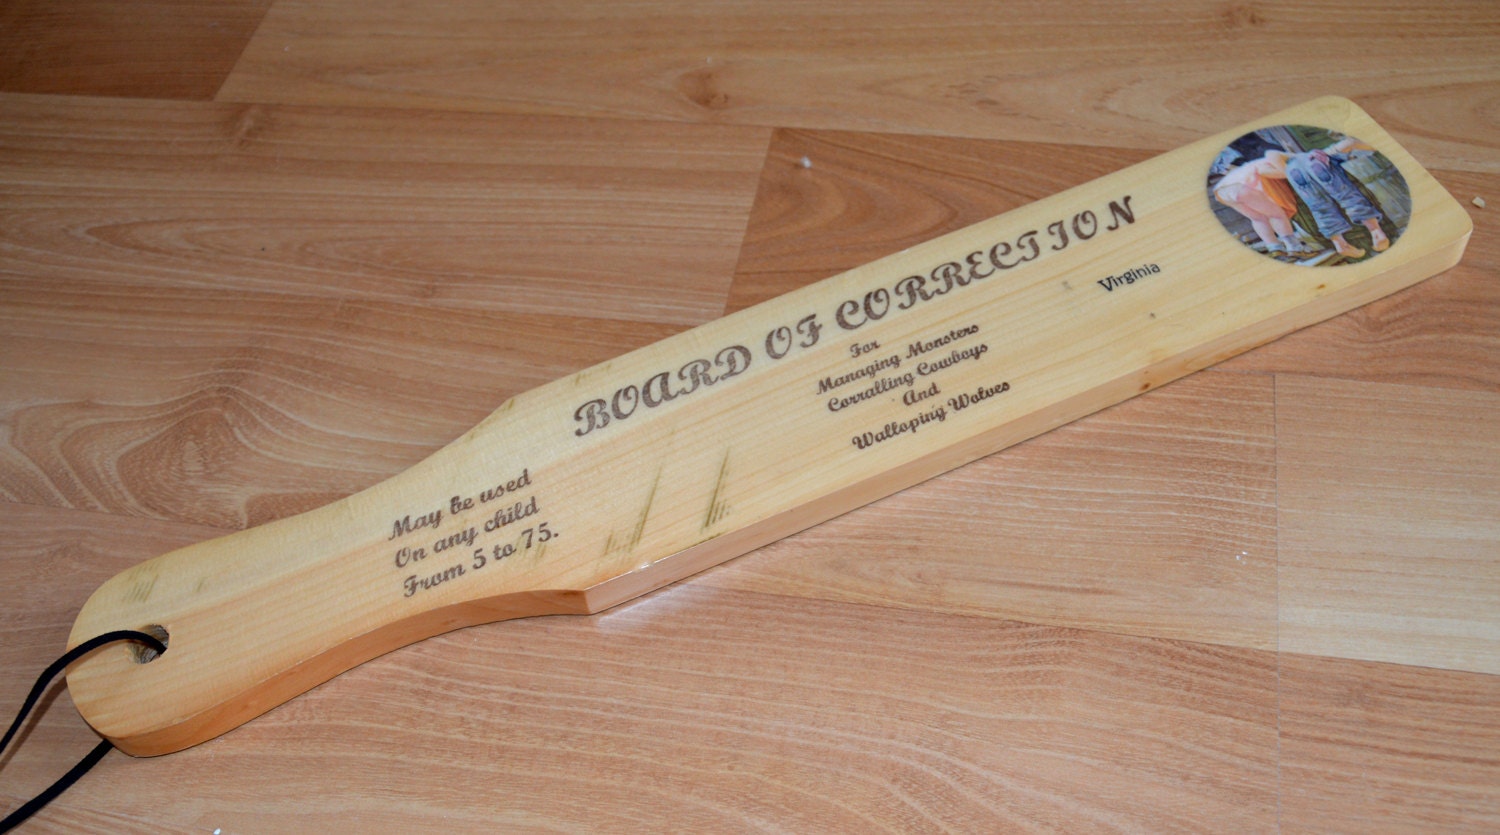 BOARD OF CORRECTION
For
Managing Monsters
Corralling Cowboys
And
Walloping Wolves
Virginia
May be used
On any child
From 5 to 75.